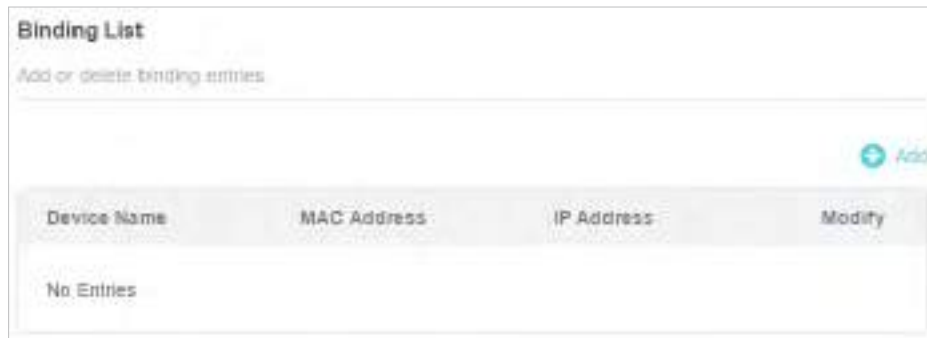 Binding List
Add or delete binding entries.
Add
Device Name MAC Address IP Address Modify
No Entries